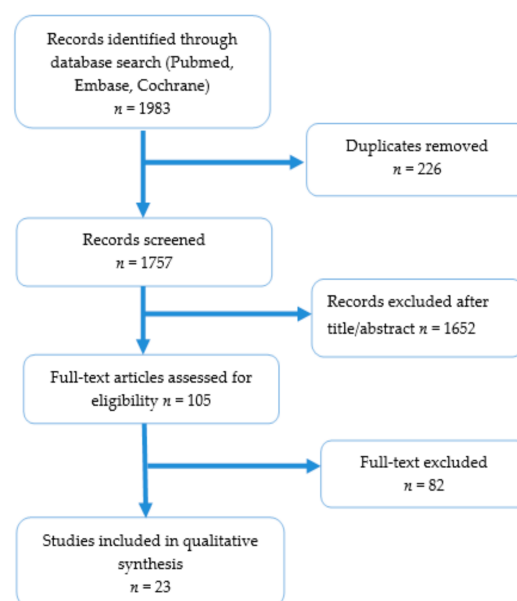 Records identified through
database search (Pubmed,
Embase, Cochrane)
n = 1983
Duplicates removed
n = 226
Records screened
n = 1757
Records excluded after
title/abstract n = 1652
Full-text articles assessed for
eligibility n = 105
Full-text excluded
n = 82
Studies included in qualitative
synthesis
n = 23